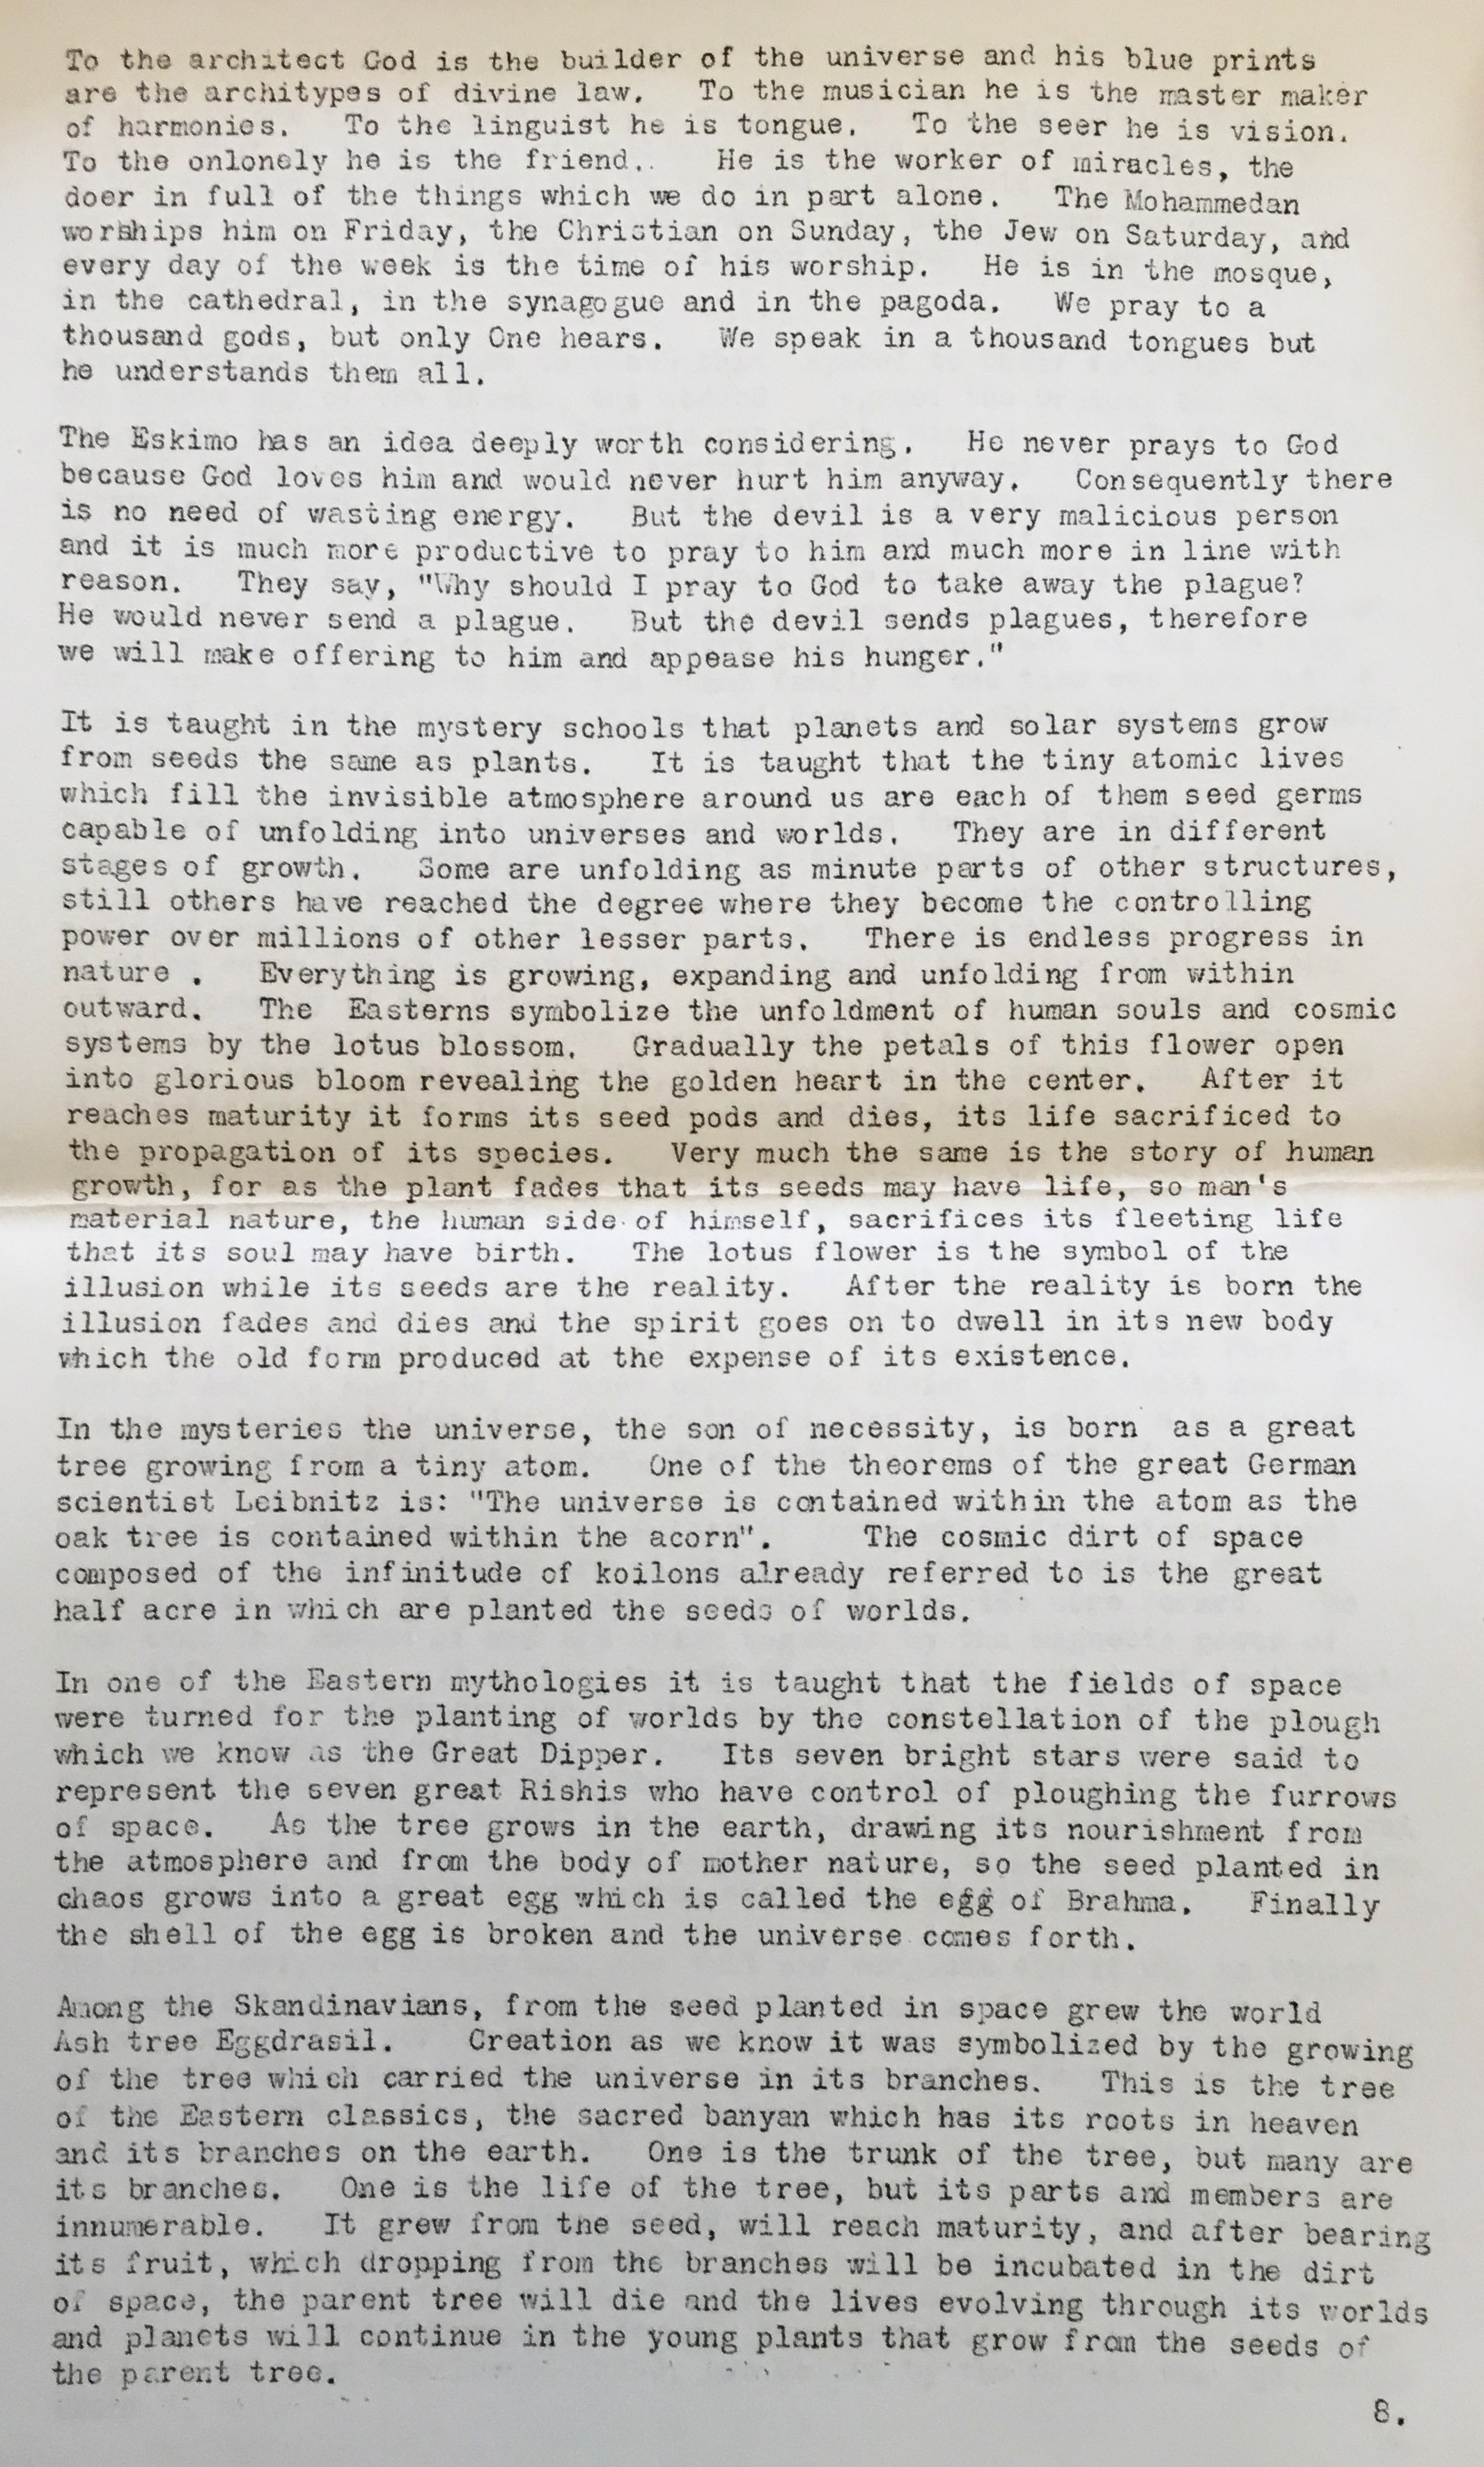 To the architect God is the builder of the universe and his blue prints
are the architypes of divine law.   To the musician he is the master maker
of harmonies.   To the linguist he is tongue.   To the seer he is vision.
To the onlonely he is the friend..   He is the worker of miracles, the
doer in full of the things which we do in part alone.   The Mohammedan
worships him on Friday, the Christian on Sunday, the Jew on Saturday, and
every day of the week is the time of his worship.   He is in the mosque,
in the cathedral, in the synagogue and in the pagoda.   We pray to a
thousand gods, but only One hears.   We speak in a thousand tongues but
he understands them all.

The Eskimo has an idea deeply worth considering.   He never prays to God
because God loves him and would never hurt him anyway.   Consequently there
is no need of wasting energy.   But the devil is a very malicious person
and it is much more productive to pray to him and much more in line with
reason.   They say, "Why should I pray to God to take away the plague?
He would never send a plague.   But the devil sends plagues, therefore
we will make offering to him and appease his hunger."

It is taught in the mystery schools that planets and solar systems grow
from seeds the same as plants.   It is taught that the tiny atomic lives
which fill the invisible atmosphere around us are each of them seed germs
capable of unfolding into universes and worlds.   They are in different
stages of growth.   Some are unfolding as minute parts of other structures,
still others have reached the degree where they become the controlling
power over millions of other lesser parts.   There is endless progress in
nature .   Everything is growing, expanding and unfolding from within
outward.   The  Easterns symbolize the unfoldment of human souls and cosmic
systems by the lotus blossom.   Gradually the petals of this flower open
into glorious bloom revealing the golden heart in the center.   After it
reaches maturity it forms its seed pods and dies, its life sacrificed to
the propagation of its species.   Very much the same is the story of human
growth, for as the plant fades that its seeds may have life, so man's
material nature, the human side of himself, sacrifices its fleeting life
that its soul may have birth.   The lotus flower is the symbol of the
illusion while its seeds are the reality.   After the reality is born the
illusion fades and dies and the spirit goes on to dwell in its new body
which the old form produced at the expense of its existence.

In the mysteries the universe, the son of necessity, is born  as a great
tree growing from a tiny atom.   One of the theorems of the great German
scientist Leibnitz is: "The universe is contained within the atom as the
oak tree is contained within the acorn".     The cosmic dirt of space
composed of the infinitude of koilons already referred to is the great
half acre in which are planted the seeds of worlds.

In one of the Eastern mythologies it is taught that the fields of space
were turned for the planting of worlds by the constellation of the plough
which we know as the Great Dipper.   Its seven bright stars were said to
represent the seven great Rishis who have control of ploughing the furrows
of space.   As the tree grows in the earth, drawing its nourishment from
the atmosphere and from the body of mother nature, so the seed planted in
chaos grows into a great egg which is called the egg of Brahma.   Finally
the shell of the egg is broken and the universe comes forth.

Among the Skandinavians, from the seed planted in space grew the world
Ash tree Eggdrasil.    Creation as we know it was symbolized by the growing
of the tree which carried the universe in its branches.   This is the tree
of the Eastern classics, the sacred banyan which has its roots in heaven
and its branches on the earth.   One is the trunk of the tree, but many are
its branches.   One is the life of the tree, but its parts and members are
innumerable.   It grew from the seed, will reach maturity, and after bearing
its fruit, which dropping from the branches will be incubated in the dirt
of space, the parent tree will die and the lives evolving through its worlds
and planets will continue in the young plants that grow from the seeds of
the parent tree.
8.